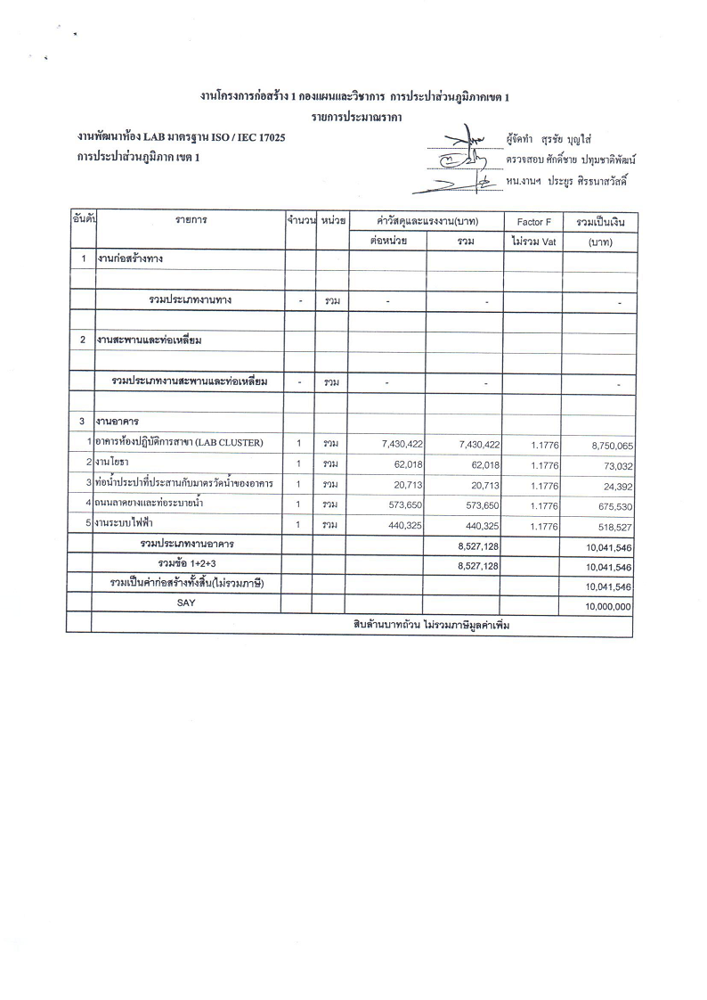 งานโครงการก่อสร้าง 1 กองแผนและวิชาการ การประปาส่วนภูมิภาคเขต 1
รายการประมาณราคา
งานพัฒนาห้อง LAB มาตรฐาน ISO / IEC 17025
การประปาส่วนภูมิภาค เขต 1
ผู้จัดทำ สุรชัย บุญใส่
ตรวจสอบ ศักดิ์ชาย ปทุมชาติพัฒน์
หน.งานฯ ประยูร ศิรธนาสวัสดิ์
อันดับ รายการ จำนวน หน่วย ค่าวัสดุและแรงงาน(บาท) Factor F รวมเป็นเงิน
ต่อหน่วย รวม ไม่รวม Vat (บาท)
1 งานก่อสร้างทาง
รวมประเภทงานทาง - รวม - - -
2 งานสะพานและท่อเหลี่ยม
รวมประเภทงานสะพานและท่อเหลี่ยม - รวม - - -
3 งานอาคาร
1 อาคารห้องปฏิบัติการสาขา (LAB CLUSTER) 1 รวม 7,430,422 7,430,422 1.1776 8,750,065
2 งานโยธา 1 รวม 62,018 62,018 1.1776 73,032
3 ท่อน้ำประปาที่ประสานกับมาตรวัดน้ำของอาคาร 1 รวม 20,713 20,713 1.1776 24,392
4 ถนนลาดยางและท่อระบายน้ำ 1 รวม 573,650 573,650 1.1776 675,530
5 งานระบบไฟฟ้า 1 รวม 440,325 440,325 1.1776 518,527
รวมประเภทงานอาคาร 8,527,128 10,041,546
รวมข้อ 1+2+3 8,527,128 10,041,546
รวมเป็นค่าก่อสร้างทั้งสิ้น(ไม่รวมภาษี) 10,041,546
SAY 10,000,000
สิบล้านบาทถ้วน ไม่รวมภาษีมูลค่าเพิ่ม